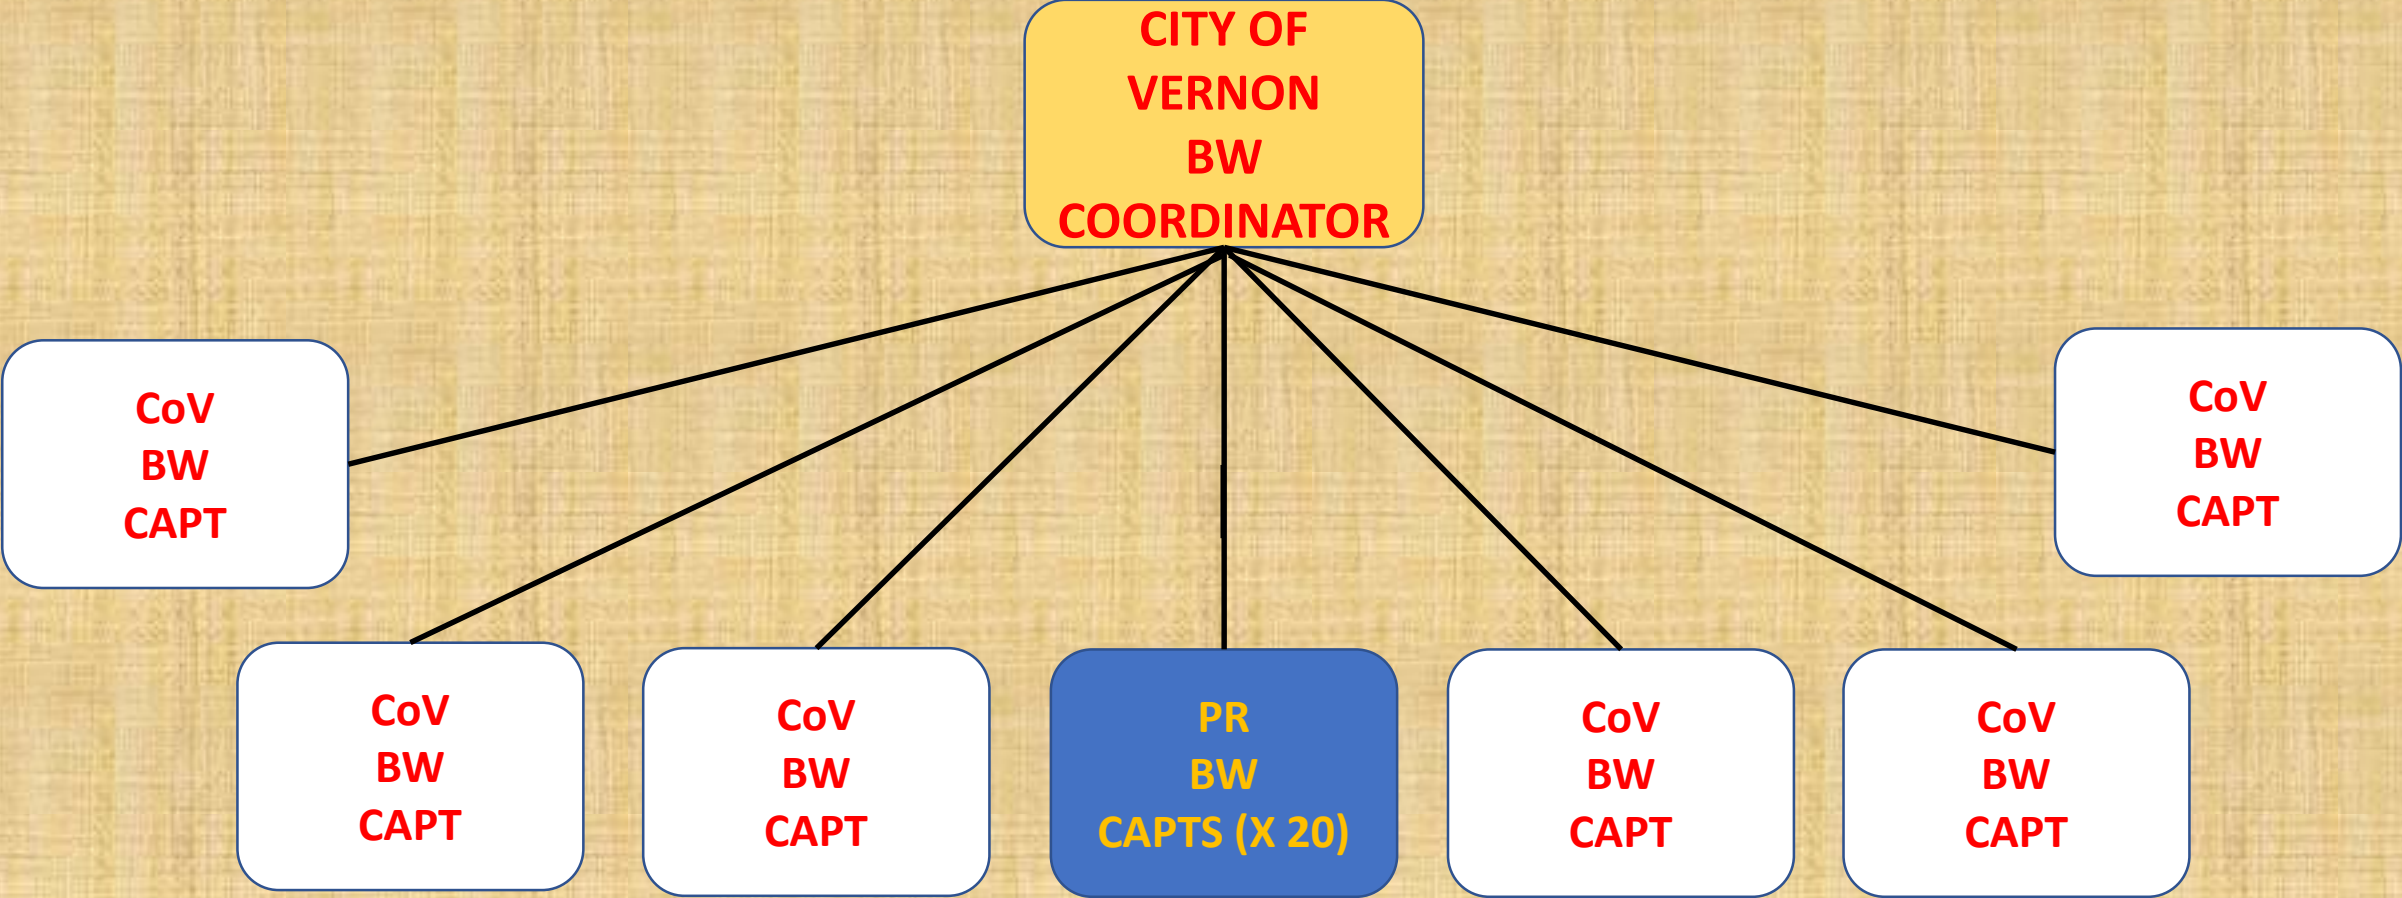 CITY OF
VERNON
BW
COORDINATOR
CoV
BW
CAPT
CoV
BW
CAPT
CoV
BW
CAPT
CoV
BW
CAPT
PR
BW
CAPTS (X 20)
CoV
BW
CAPT
CoV
BW
CAPT